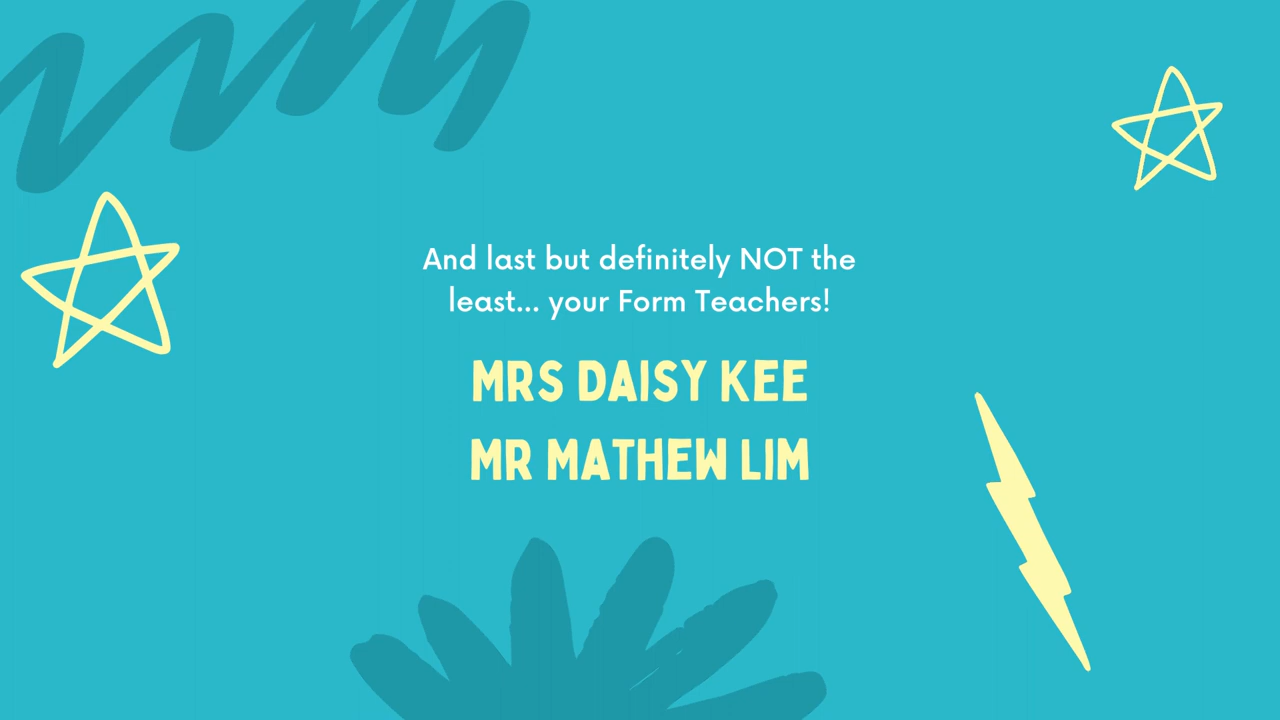 And last but definitely NOT the
least... your Form Teachers!
MRS DAISY KEE
MR MATHEW LIM